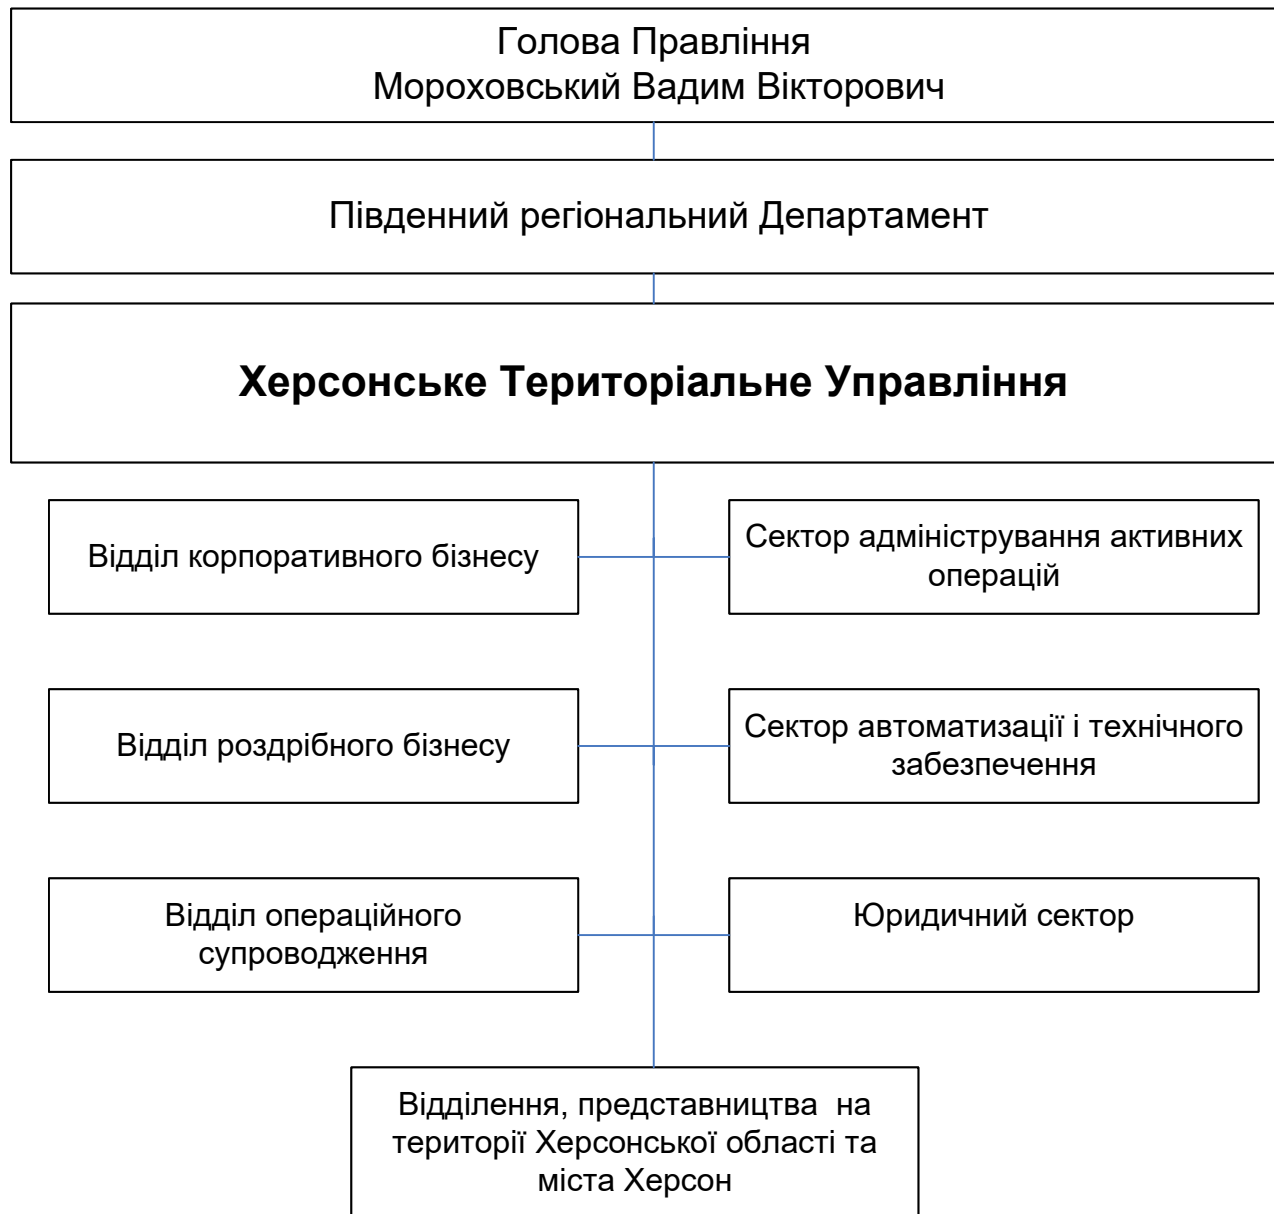 Голова Правління
Мороховський Вадим Вікторович
Південний регіональний Департамент
Херсонське Територіальне Управління
Відділ корпоративного бізнесу
Сектор адміністрування активних
операцій
Відділ роздрібного бізнесу
Сектор автоматизації і технічного
забезпечення
Відділ операційного
супроводження
Юридичний сектор
Відділення, представництва на
території Херсонської області та
міста Херсон